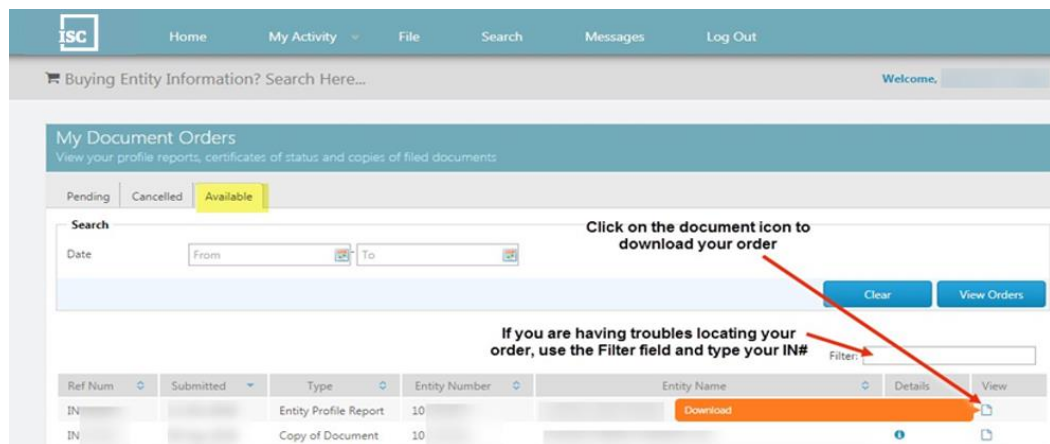 isc Home My Activity File Search Messages Log Out
Buying Entity Information? Search Here...
Welcome,
My Document Orders
View your profile reports, certificates of status and copies of filed documents
Pending Cancelled Available
Search
Click on the document icon to
download your order
Date From - To
Clear View Orders
If you are having troubles locating your
order, use the Filter field and type your IN#
Filter:
Ref Num Submitted Type Entity Number Entity Name Details View
IN Entity Profile Report 10 Download
IN Copy of Document 10